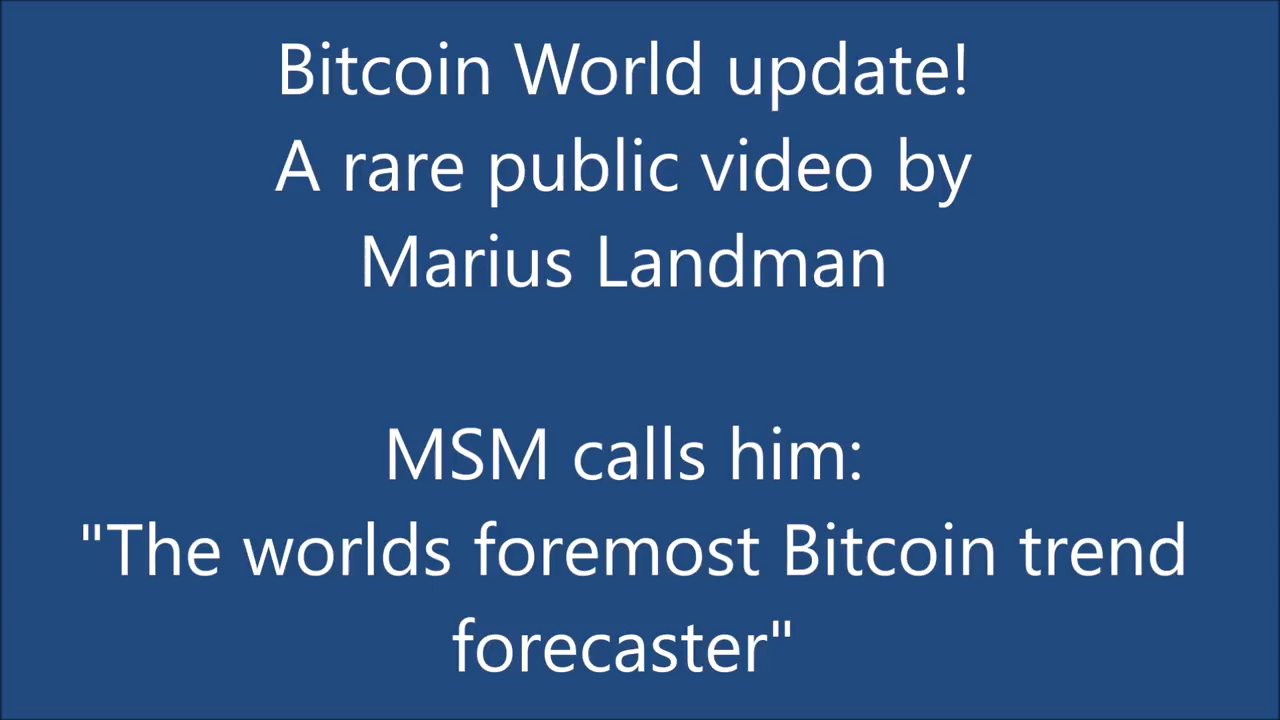 Bitcoin World update!
A rare public video by
Marius Landman
MSM calls him:
"The worlds foremost Bitcoin trend
forecaster"